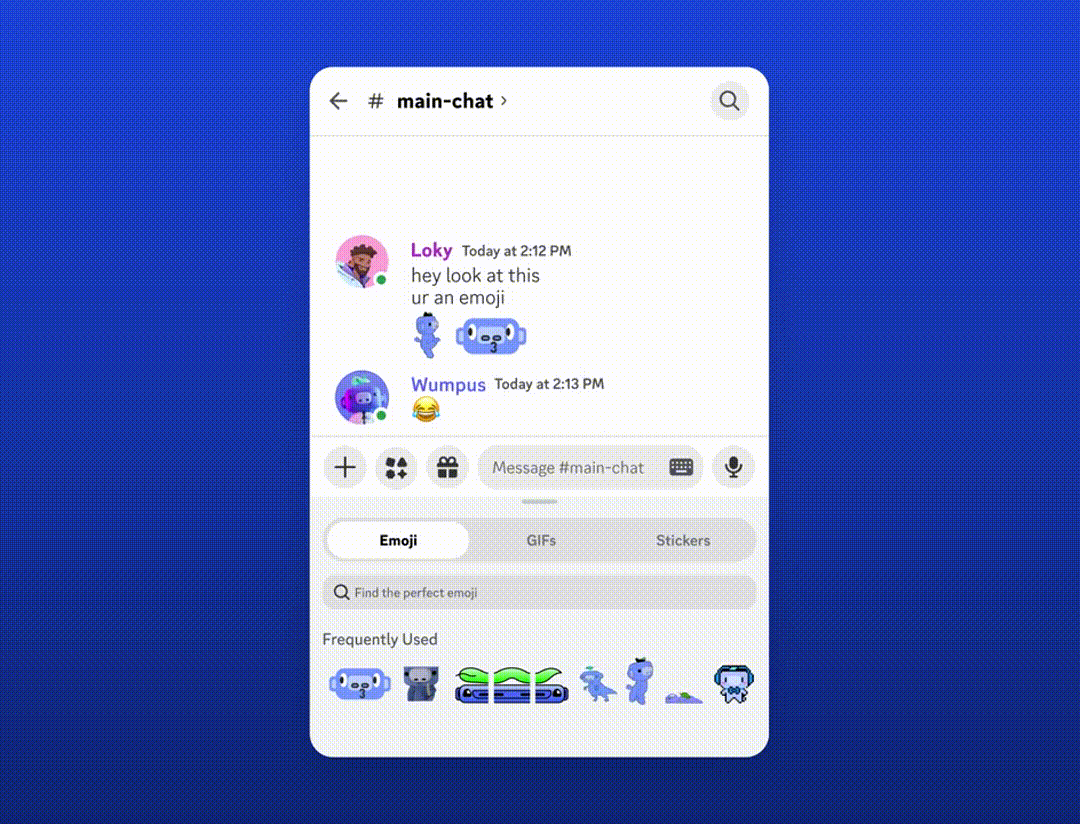 # main-chat
Loky Today at 2:12 PM
hey look at this
ur an emoji
Wumpus Today at 2:13 PM
Message #main-chat
Emoji GIFs Stickers
Find the perfect emoji
Frequently Used